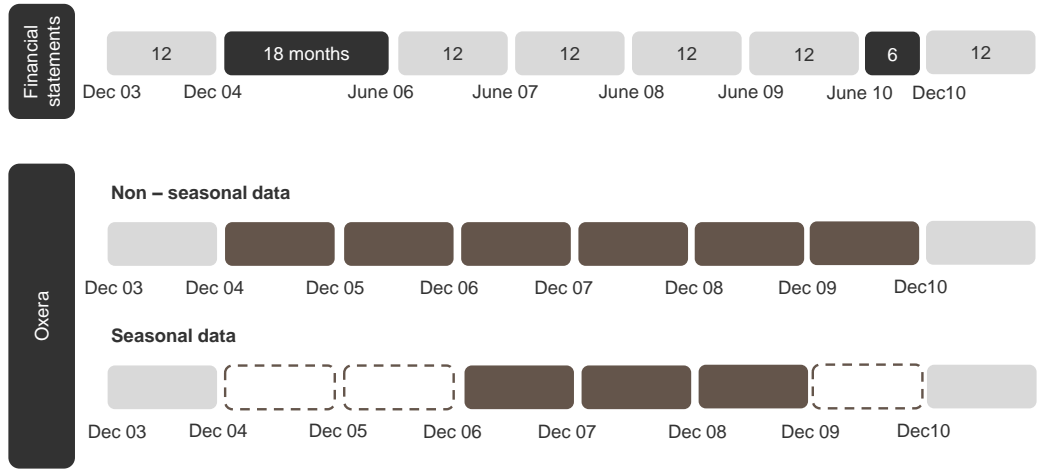 Financial
statements
12
18 months
12
12
12
12
6
12
Dec 03
Dec 04
June 06
June 07
June 08
June 09
June 10
Dec10
Oxera
Non – seasonal data
Dec 03
Dec 04
Dec 05
Dec 06
Dec 07
Dec 08
Dec 09
Dec10
Seasonal data
Dec 03
Dec 04
Dec 05
Dec 06
Dec 07
Dec 08
Dec 09
Dec10